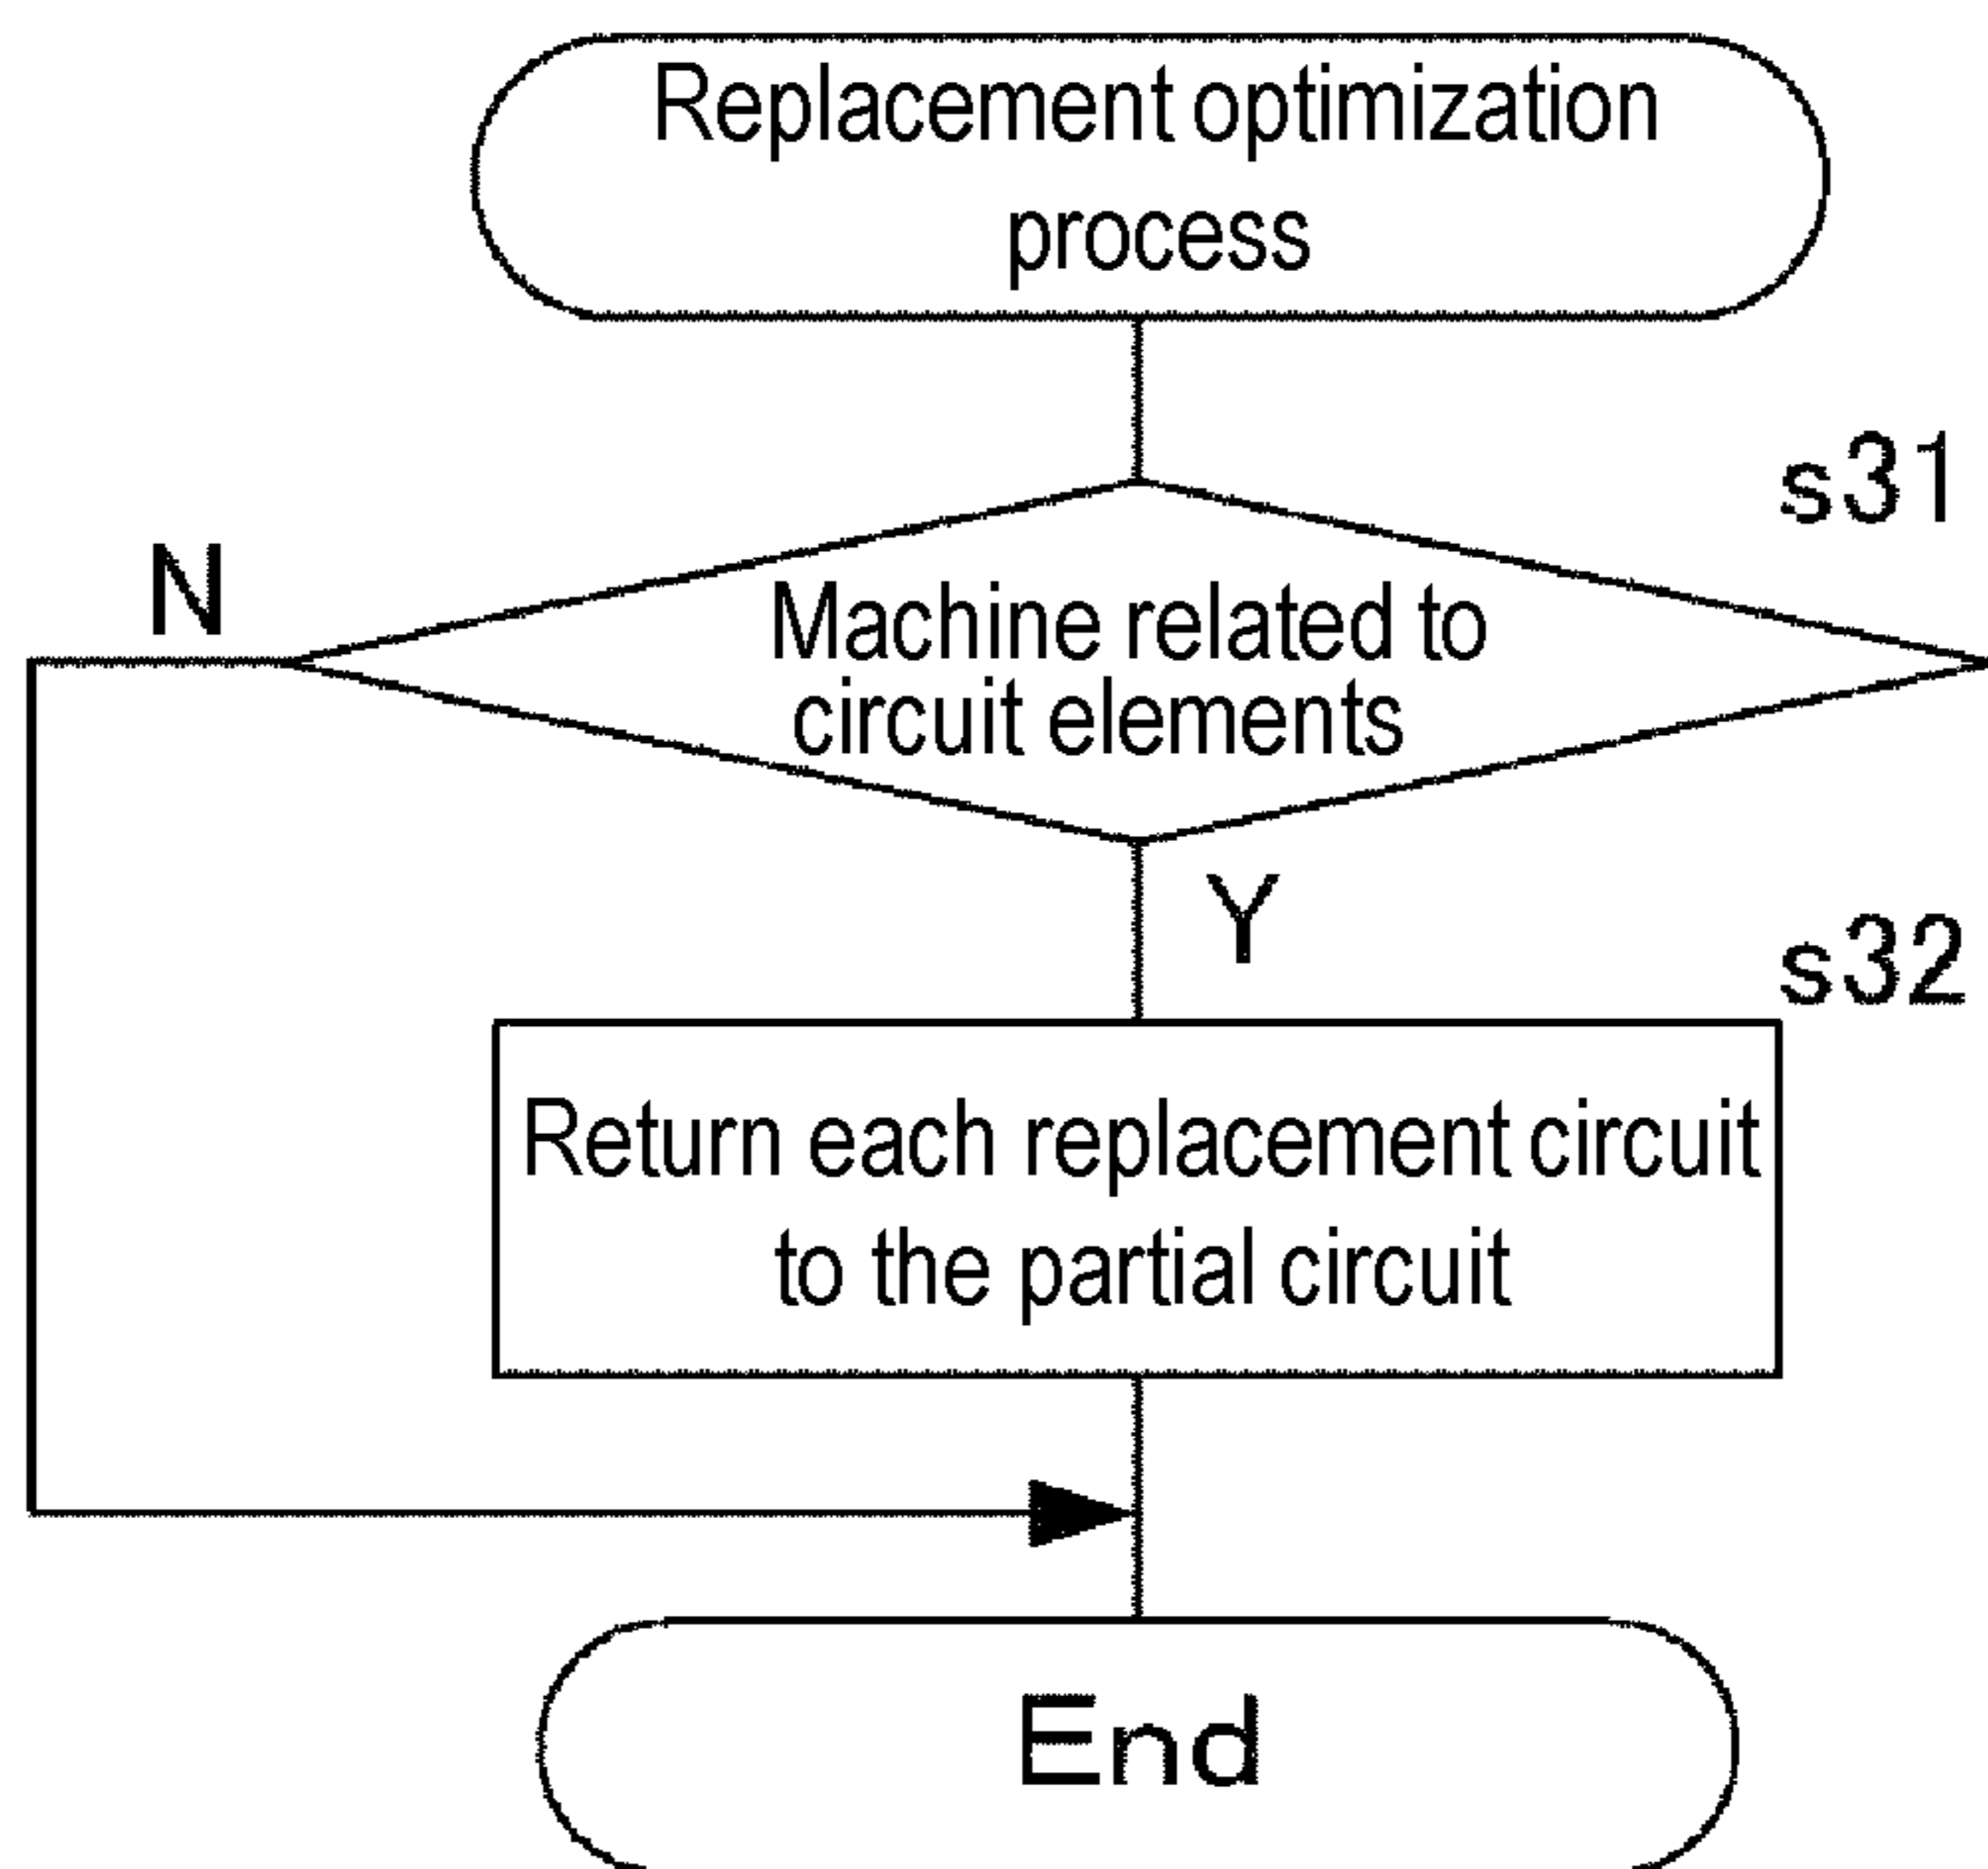 Replacement optimization
process
s31
N
Machine related to
circuit elements
Y
s32
Return each replacement circuit
to the partial circuit
End